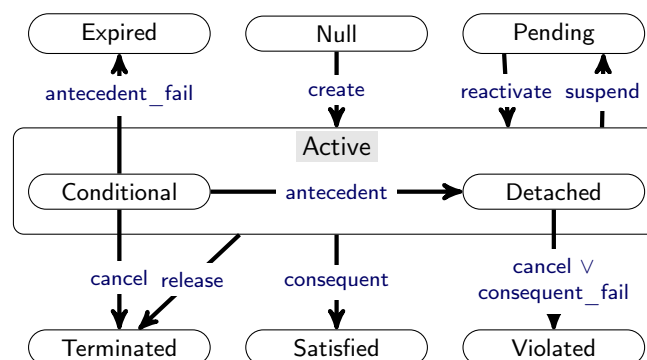 Expired
Null
Pending
antecedent_fail
create
reactivate
suspend
Active
Conditional
antecedent
Detached
cancel
release
consequent
cancel ∨
consequent_fail
Terminated
Satisfied
Violated